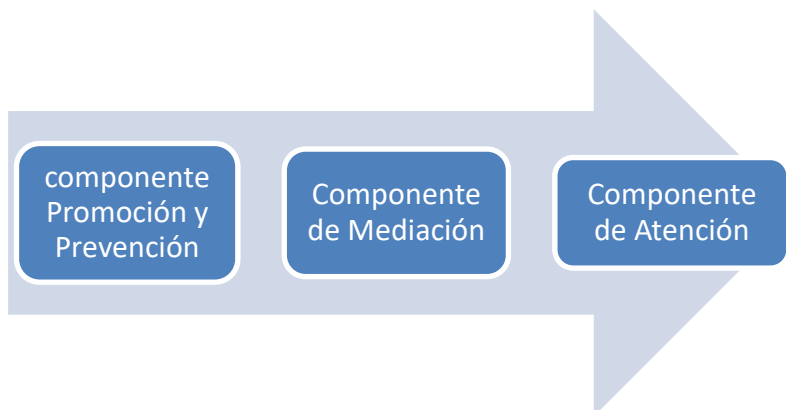 componente
Promoción y
Prevención
Componente
de Mediación
Componente
de Atención